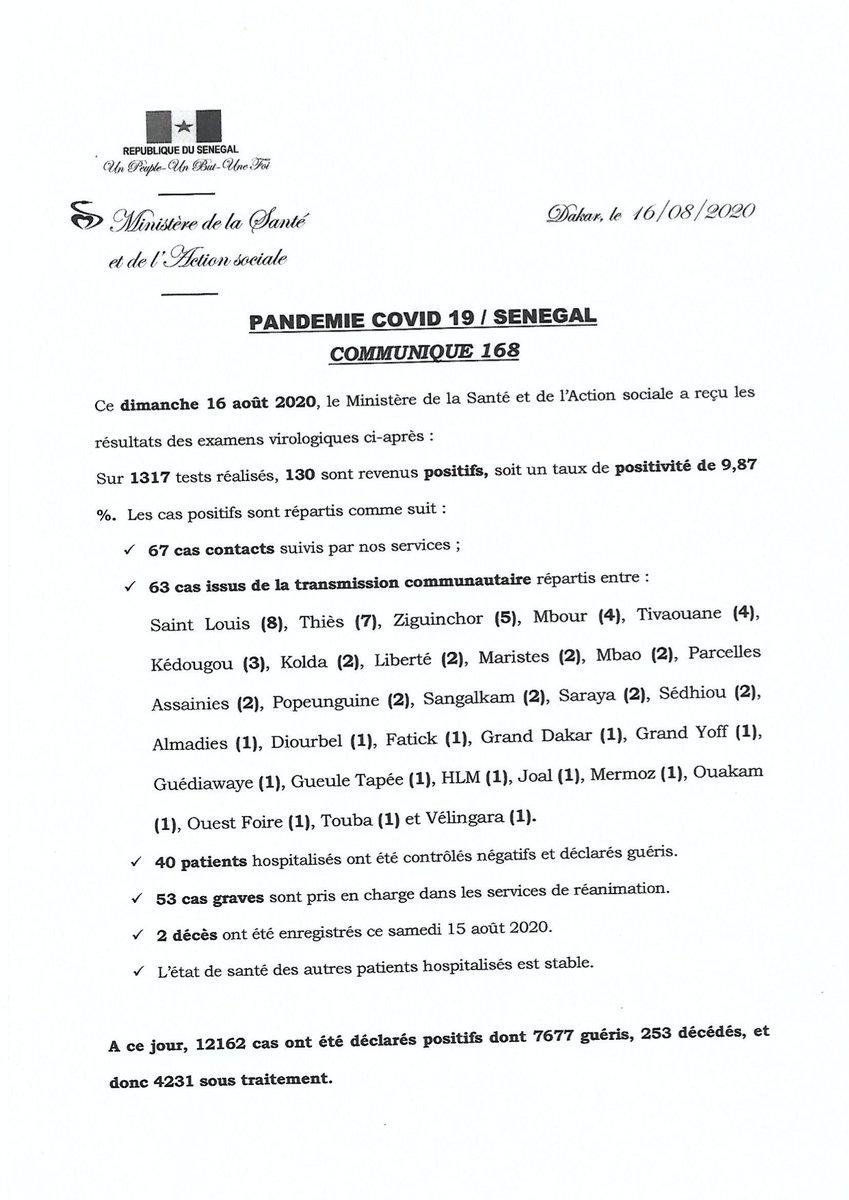 REPUBLIQUE DU SENEGAL
Un Peuple-Un But-Une Foi
Ministère de la Santé
et de l'Action sociale
Dakar, le 16/08/2020
PANDEMIE COVID 19 / SENEGAL
COMMUNIQUE 168
Ce dimanche 16 août 2020, le Ministère de la Santé et de l'Action sociale a reçu les
résultats des examens virologiques ci-après :
Sur 1317 tests réalisés, 130 sont revenus positifs, soit un taux de positivité de 9,87
%. Les cas positifs sont répartis comme suit :
✓ 67 cas contacts suivis par nos services ;
✓ 63 cas issus de la transmission communautaire répartis entre :
Saint Louis (8), Thiès (7), Ziguinchor (5), Mbour (4), Tivaouane (4),
Kédougou (3), Kolda (2), Liberté (2), Maristes (2), Mbao (2), Parcelles
Assainies (2), Popeunguine (2), Sangalkam (2), Saraya (2), Sédhiou (2),
Almadies (1), Diourbel (1), Fatick (1), Grand Dakar (1), Grand Yoff (1),
Guédiawaye (1), Gueule Tapée (1), HLM (1), Joal (1), Mermoz (1), Ouakam
(1), Ouest Foire (1), Touba (1) et Vélingara (1).
✓ 40 patients hospitalisés ont été contrôlés négatifs et déclarés guéris.
✓ 53 cas graves sont pris en charge dans les services de réanimation.
✓ 2 décès ont été enregistrés ce samedi 15 août 2020.
✓ L'état de santé des autres patients hospitalisés est stable.
A ce jour, 12162 cas ont été déclarés positifs dont 7677 guéris, 253 décédés, et
donc 4231 sous traitement.